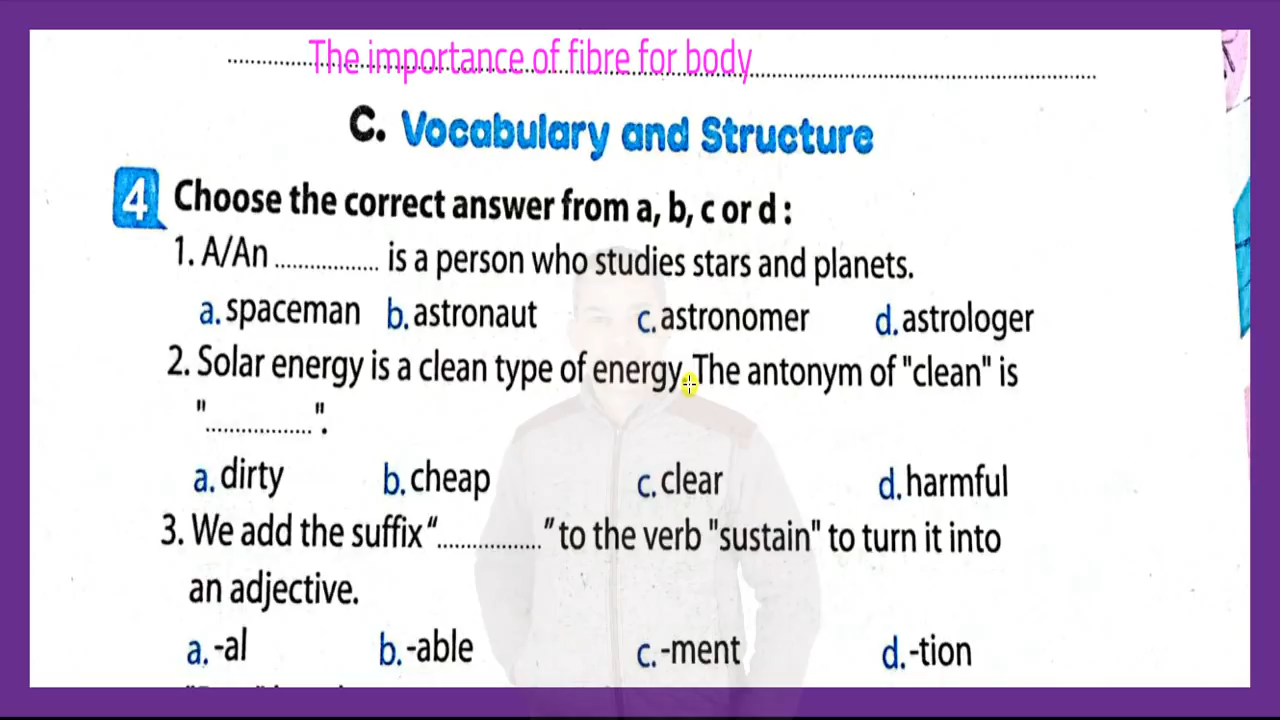 The importance of fibre for body
C. Vocabulary and Structure
4 Choose the correct answer from a, b, c or d :
1. A/An .................. is a person who studies stars and planets.
a. spaceman b. astronaut c. astronomer d. astrologer
2. Solar energy is a clean type of energy. The antonym of "clean" is
"..................".
a. dirty b. cheap c. clear d. harmful
3. We add the suffix “..................” to the verb "sustain" to turn it into
an adjective.
a. -al b. -able c. -ment d. -tion